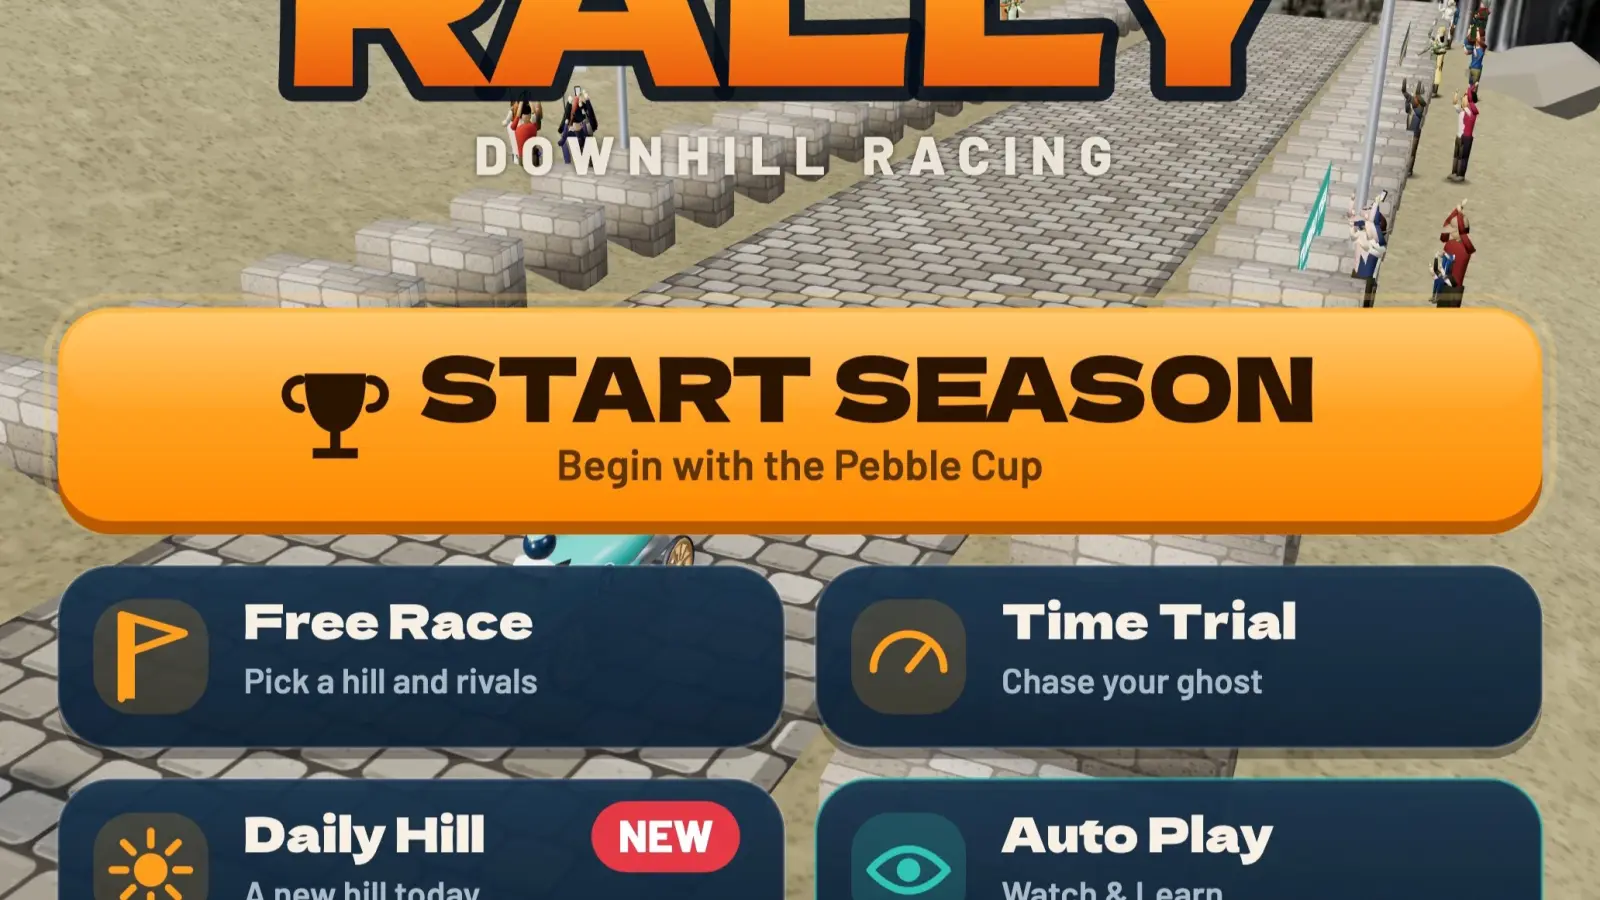 RALLY
DOWNHILL RACING
START SEASON
Begin with the Pebble Cup
Free Race
Pick a hill and rivals
Time Trial
Chase your ghost
Daily Hill
NEW
A new hill today
Auto Play
Watch & Learn